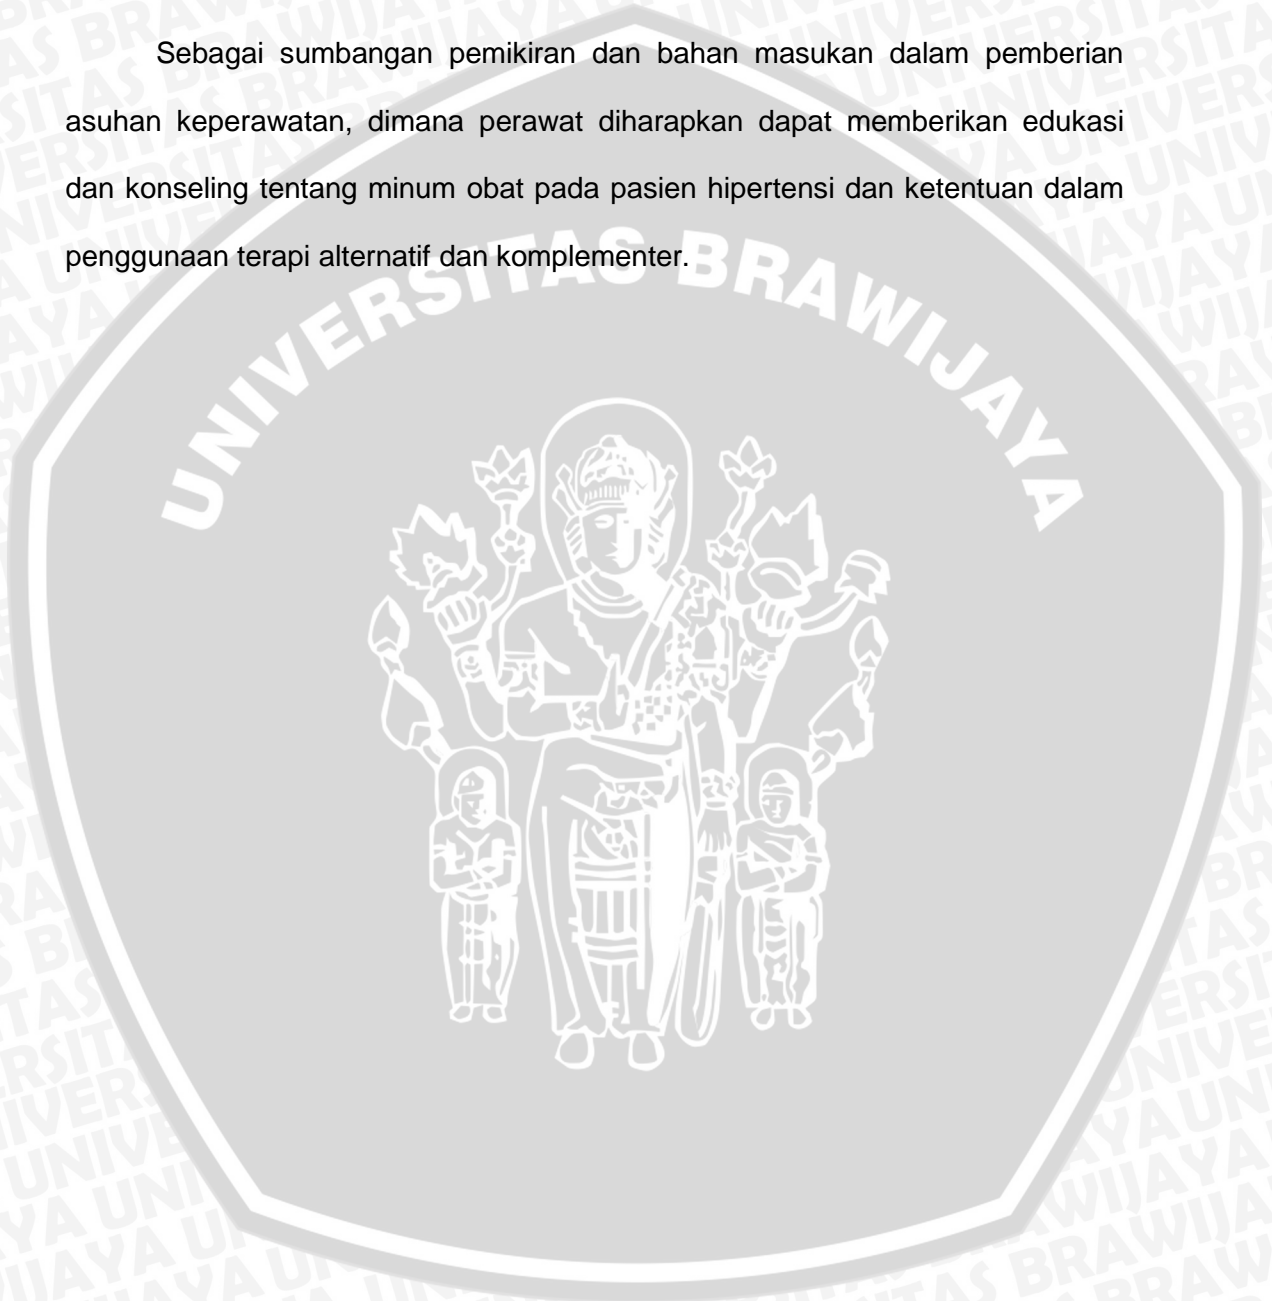 Sebagai sumbangan pemikiran dan bahan masukan dalam pemberian
asuhan keperawatan, dimana perawat diharapkan dapat memberikan edukasi
dan konseling tentang minum obat pada pasien hipertensi dan ketentuan dalam
penggunaan terapi alternatif dan komplementer.
UNIVERSITAS BRAWIJAYA